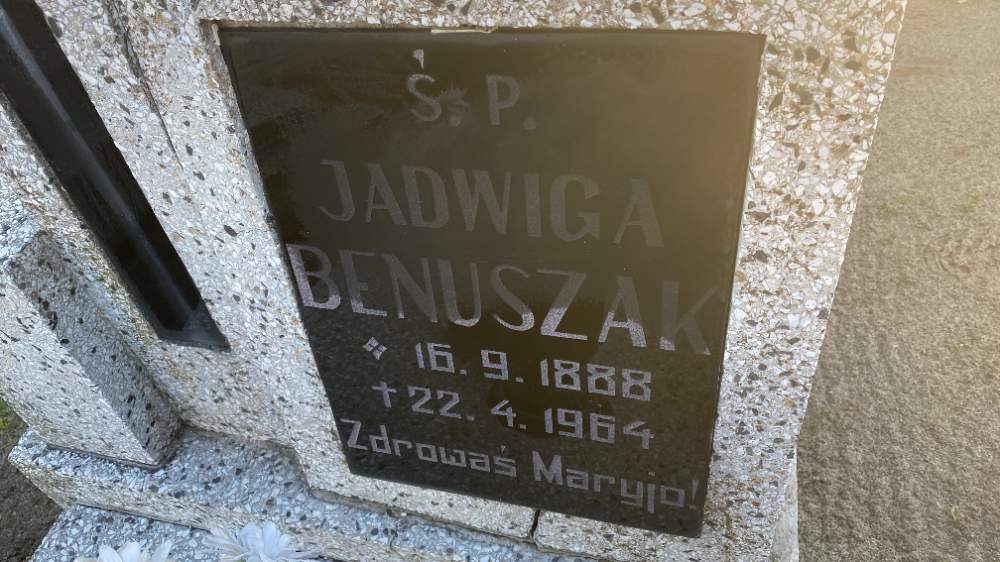 Ś. P.
JADWIGA
BENUSZAK
16. 9. 1888
22. 4. 1964
Zdrowaś Maryjo!